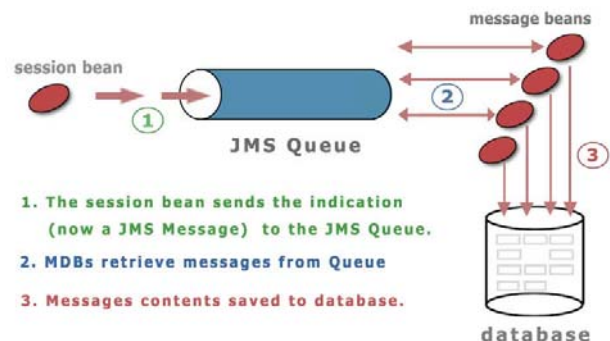 message beans
session bean
1
2
JMS Queue
3
1. The session bean sends the indication
(now a JMS Message) to the JMS Queue.
2. MDBs retrieve messages from Queue
3. Messages contents saved to database.
database